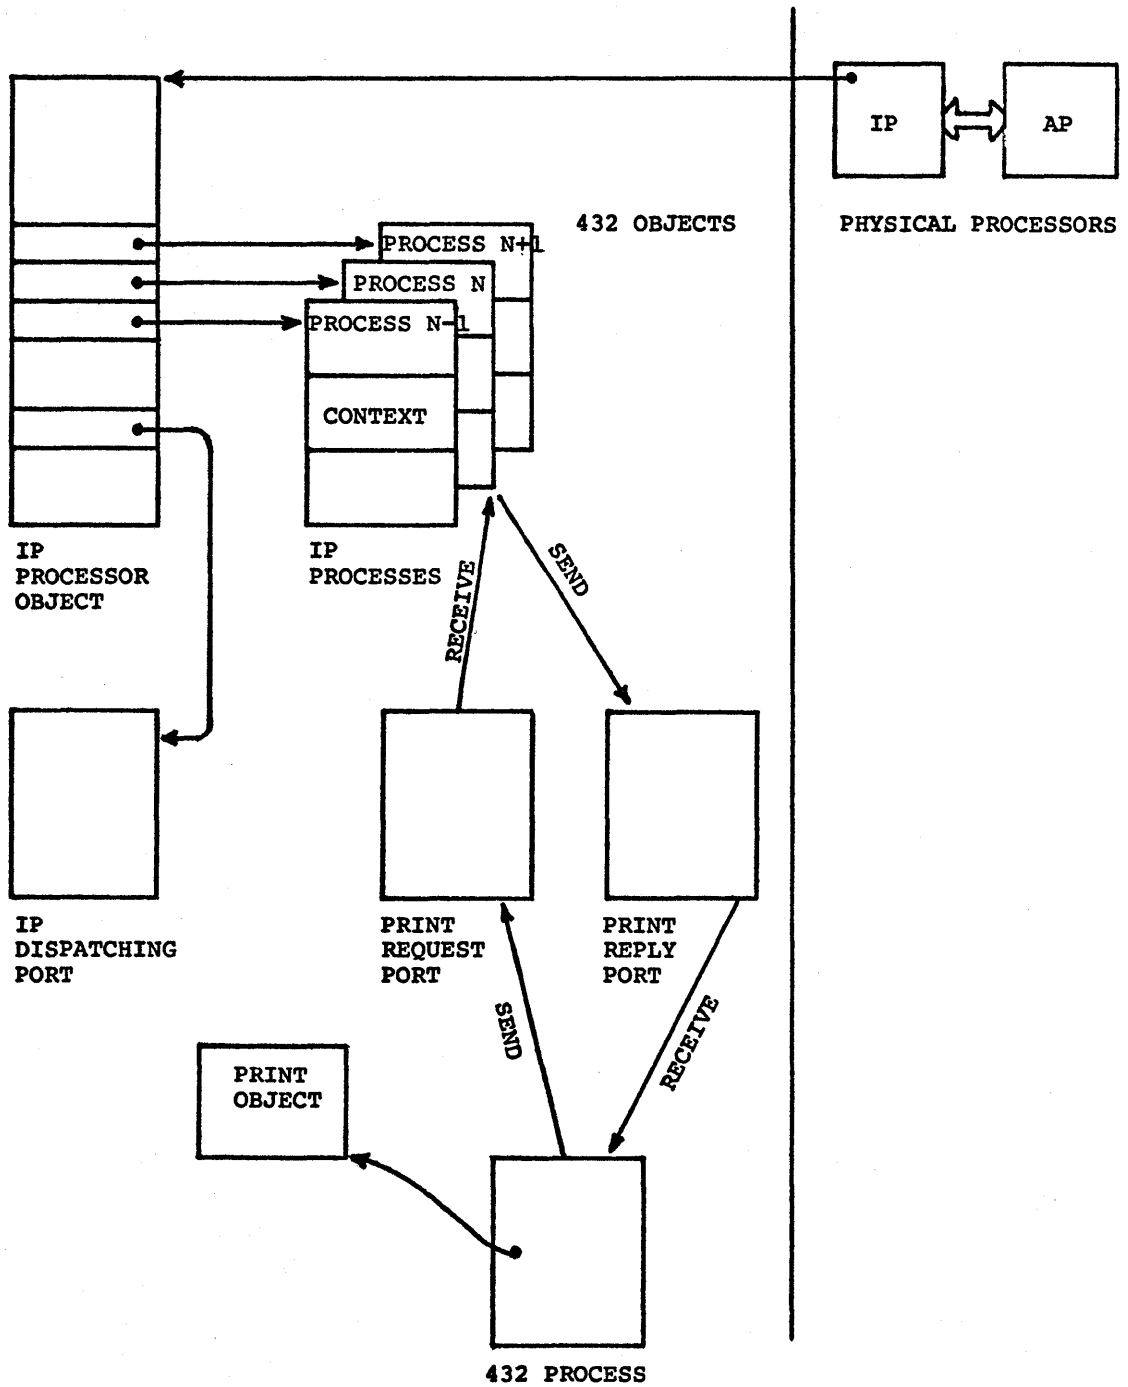 IP
AP
432 OBJECTS
PHYSICAL PROCESSORS
PROCESS N+1
PROCESS N
PROCESS N-1
CONTEXT
IP
PROCESSOR
OBJECT
IP
PROCESSES
RECEIVE
SEND
IP
DISPATCHING
PORT
PRINT
REQUEST
PORT
PRINT
REPLY
PORT
SEND
RECEIVE
PRINT
OBJECT
432 PROCESS